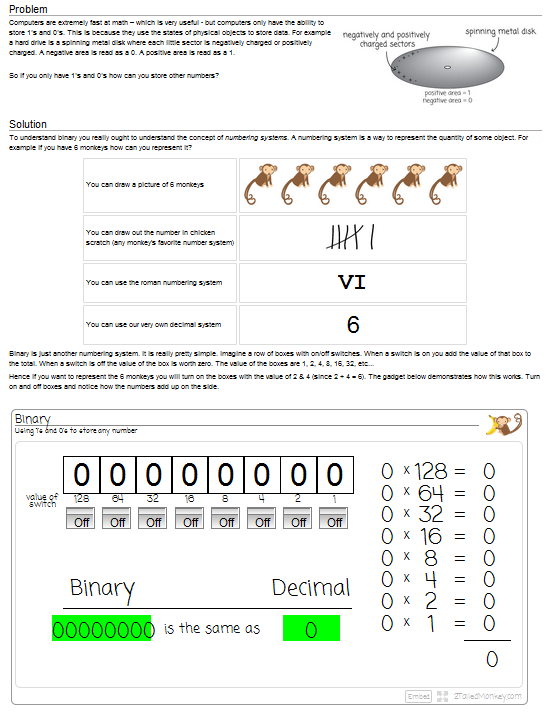 Problem
Computers are extremely fast at math – which is very useful - but computers only have the ability to
store 1's and 0's. This is because they use the states of physical objects to store data. For example
a hard drive is a spinning metal disk where each little sector is negatively charged or positively
charged. A negative area is read as a 0. A positive area is read as a 1.
So if you only have 1's and 0's how can you store other numbers?
negatively and positively
charged sectors
spinning metal disk
positive area = 1
negative area = 0
Solution
To understand binary you really ought to understand the concept of numbering systems. A numbering system is a way to represent the quantity of some object. For
example if you have 6 monkeys how can you represent it?
You can draw a picture of 6 monkeys
You can draw out the number in chicken
scratch (any monkey's favorite number system)
You can use the roman numbering system
VI
You can use our very own decimal system
6
Binary is just another numbering system. It is really pretty simple. Imagine a row of boxes with on/off switches. When a switch is on you add the value of that box to
the total. When a switch is off the value of the box is worth zero. The value of the boxes are 1, 2, 4, 8, 16, 32, etc...
Hence if you want to represent the 6 monkeys you will turn on the boxes with the value of 2 & 4 (since 2 + 4 = 6). The gadget below demonstrates how this works. Turn
on and off boxes and notice how the numbers add up on the side.
Binary
Using 1s and 0s to store any number
0 0 0 0 0 0 0 0
value of
switch
128 64 32 16 8 4 2 1
Off Off Off Off Off Off Off Off
Binary Decimal
00000000 is the same as 0
0 x 128 = 0
0 x 64 = 0
0 x 32 = 0
0 x 16 = 0
0 x 8 = 0
0 x 4 = 0
0 x 2 = 0
0 x 1 = 0
0
Embed 2TailedMonkey.com